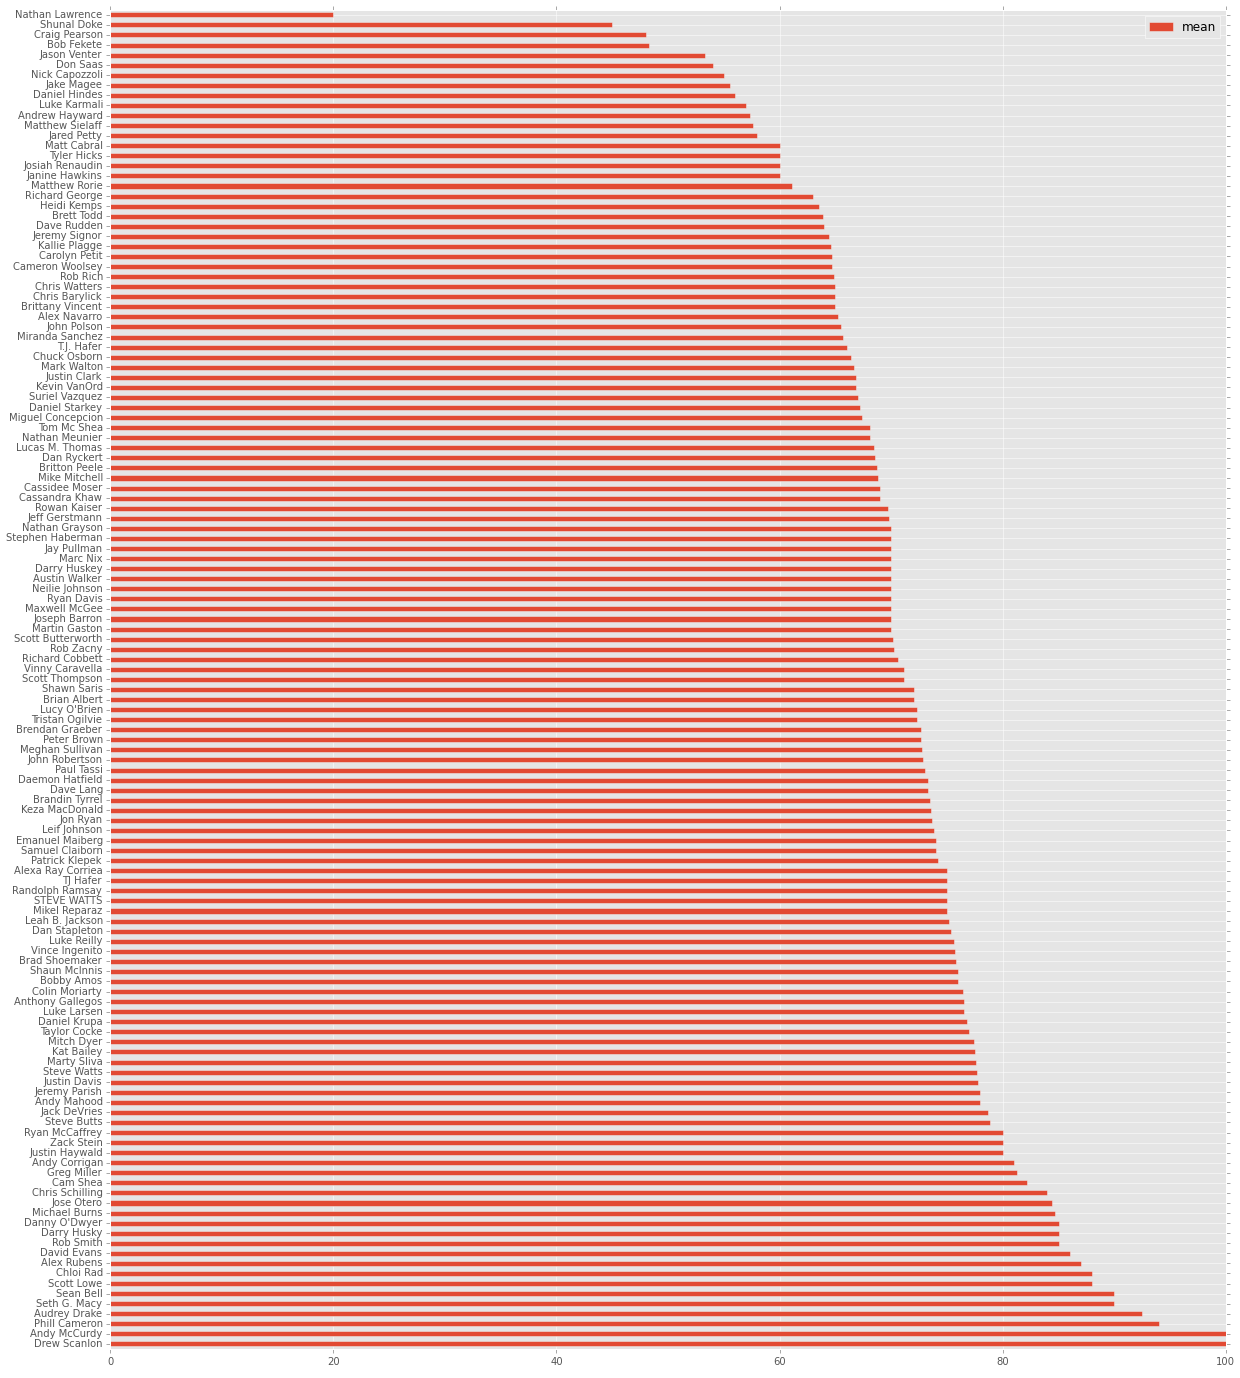 Nathan Lawrence
Shunal Doke
Craig Pearson
Bob Fekete
Jason Venter
Don Saas
Nick Capozzoli
Jake Magee
Daniel Hindes
Luke Karmali
Andrew Hayward
Matthew Sielaff
Jared Petty
Matt Cabral
Tyler Hicks
Josiah Renaudin
Janine Hawkins
Matthew Rorie
Richard George
Heidi Kemps
Brett Todd
Dave Rudden
Jeremy Signor
Kallie Plagge
Carolyn Petit
Cameron Woolsey
Rob Rich
Chris Watters
Chris Barylick
Brittany Vincent
Alex Navarro
John Polson
Miranda Sanchez
T.J. Hafer
Chuck Osborn
Mark Walton
Justin Clark
Kevin VanOrd
Suriel Vazquez
Daniel Starkey
Miguel Concepcion
Tom Mc Shea
Nathan Meunier
Lucas M. Thomas
Dan Ryckert
Britton Peele
Mike Mitchell
Cassidee Moser
Cassandra Khaw
Rowan Kaiser
Jeff Gerstmann
Nathan Grayson
Stephen Haberman
Jay Pullman
Marc Nix
Darry Huskey
Austin Walker
Neilie Johnson
Ryan Davis
Maxwell McGee
Joseph Barron
Martin Gaston
Scott Butterworth
Rob Zacny
Richard Cobbett
Vinny Caravella
Scott Thompson
Shawn Saris
Brian Albert
Lucy O'Brien
Tristan Ogilvie
Brendan Graeber
Peter Brown
Meghan Sullivan
John Robertson
Paul Tassi
Daemon Hatfield
Dave Lang
Brandin Tyrrel
Keza MacDonald
Jon Ryan
Leif Johnson
Emanuel Maiberg
Samuel Claiborn
Patrick Klepek
Alexa Ray Corriea
TJ Hafer
Randolph Ramsay
STEVE WATTS
Mikel Reparaz
Leah B. Jackson
Dan Stapleton
Luke Reilly
Vince Ingenito
Brad Shoemaker
Shaun McInnis
Bobby Amos
Colin Moriarty
Anthony Gallegos
Luke Larsen
Daniel Krupa
Taylor Cocke
Mitch Dyer
Kat Bailey
Marty Sliva
Steve Watts
Justin Davis
Jeremy Parish
Andy Mahood
Jack DeVries
Steve Butts
Ryan McCaffrey
Zack Stein
Justin Haywald
Andy Corrigan
Greg Miller
Cam Shea
Chris Schilling
Jose Otero
Michael Burns
Danny O'Dwyer
Darry Husky
Rob Smith
David Evans
Alex Rubens
Chloi Rad
Scott Lowe
Sean Bell
Seth G. Macy
Audrey Drake
Phill Cameron
Andy McCurdy
Drew Scanlon
0 20 40 60 80 100
mean